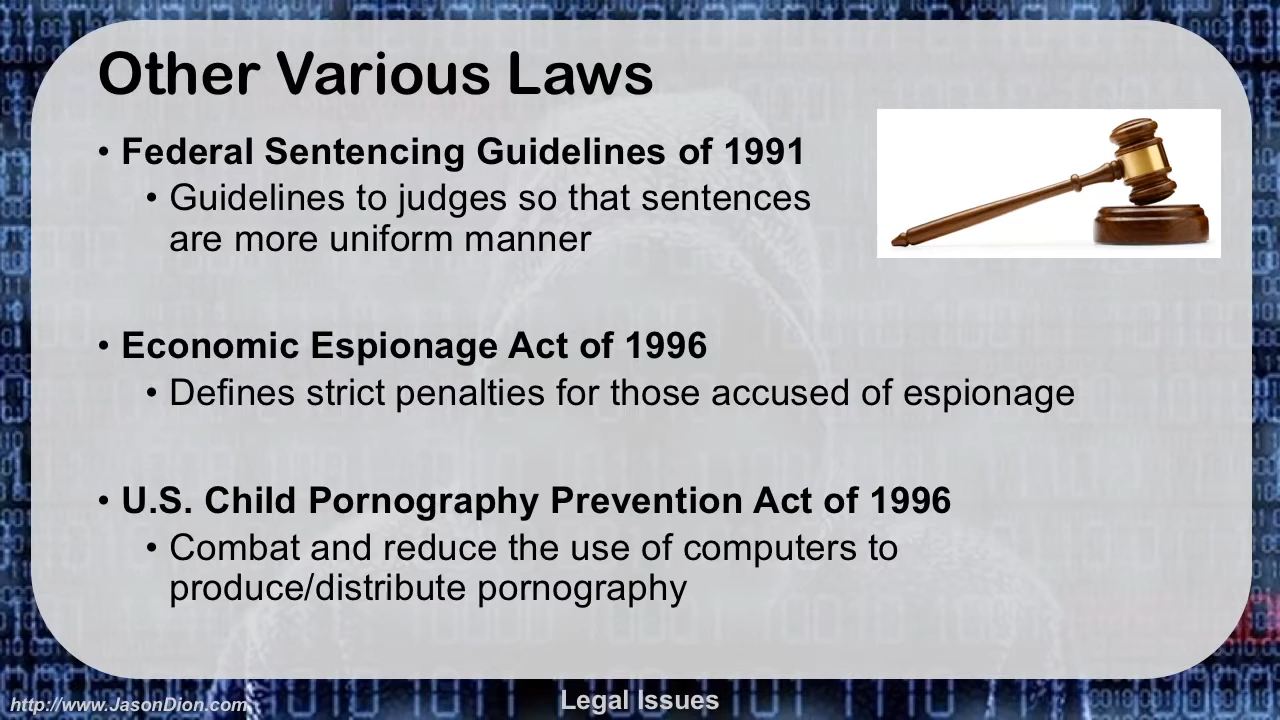 Other Various Laws
• Federal Sentencing Guidelines of 1991
• Guidelines to judges so that sentences
are more uniform manner
• Economic Espionage Act of 1996
• Defines strict penalties for those accused of espionage
• U.S. Child Pornography Prevention Act of 1996
• Combat and reduce the use of computers to
produce/distribute pornography
http://www.JasonDion.com
Legal Issues